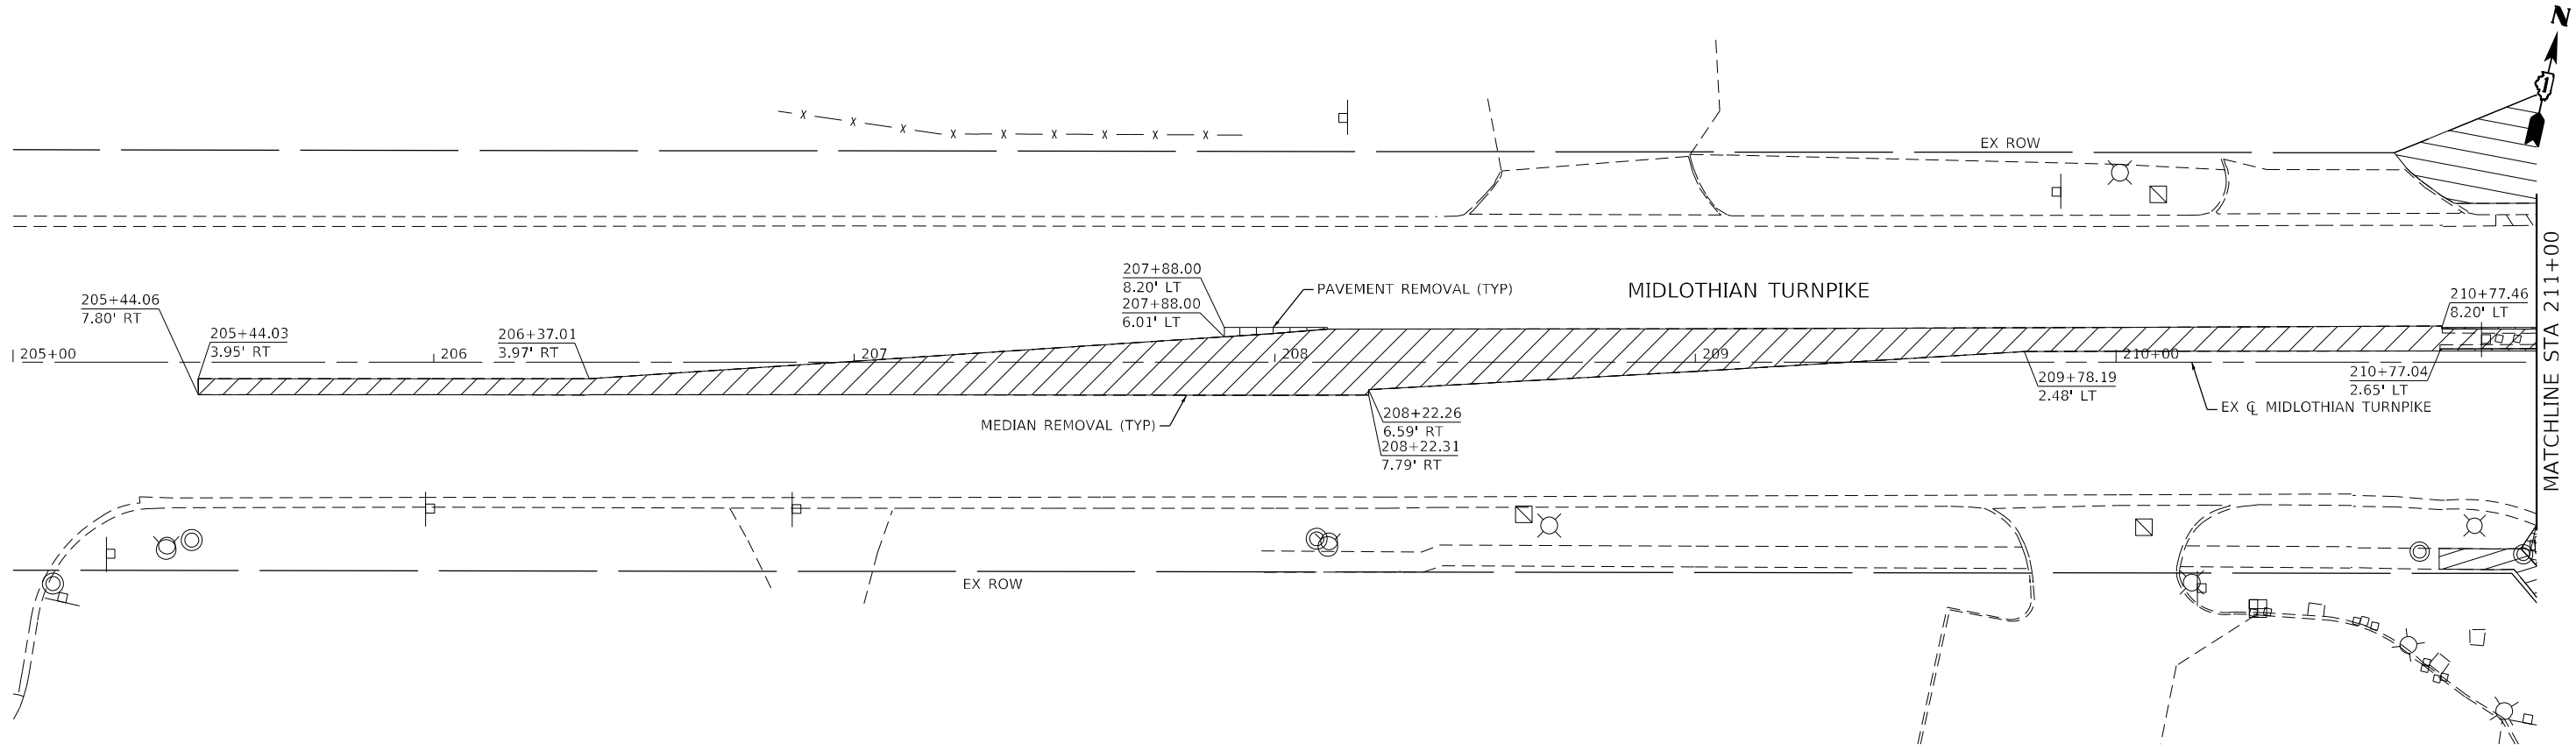 N
1
EX ROW
207+88.00
8.20' LT
207+88.00
6.01' LT
PAVEMENT REMOVAL (TYP)
MIDLOTHIAN TURNPIKE
210+77.46
8.20' LT
MATCHLINE STA 211+00
205+44.06
7.80' RT
205+44.03
3.95' RT
206+37.01
3.97' RT
205+00
206
207
208
209
210+00
MEDIAN REMOVAL (TYP)
208+22.26
6.59' RT
208+22.31
7.79' RT
209+78.19
2.48' LT
210+77.04
2.65' LT
EX ℄ MIDLOTHIAN TURNPIKE
EX ROW
x x x x x x x x x